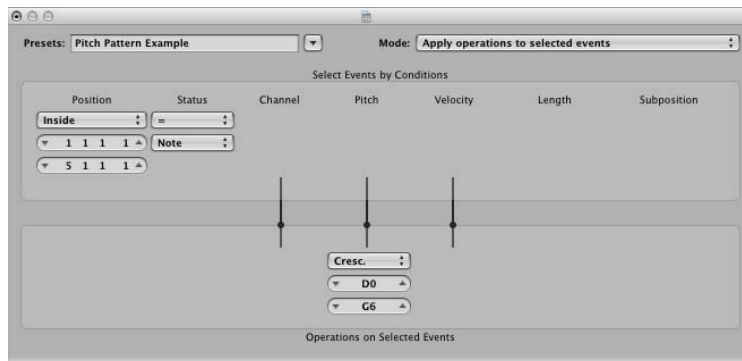 Presets: Pitch Pattern Example Mode: Apply operations to selected events
Select Events by Conditions
Position Status Channel Pitch Velocity Length Subposition
Inside =
1 1 1 1 Note
5 1 1 1
Cresc.
D0
G6
Operations on Selected Events